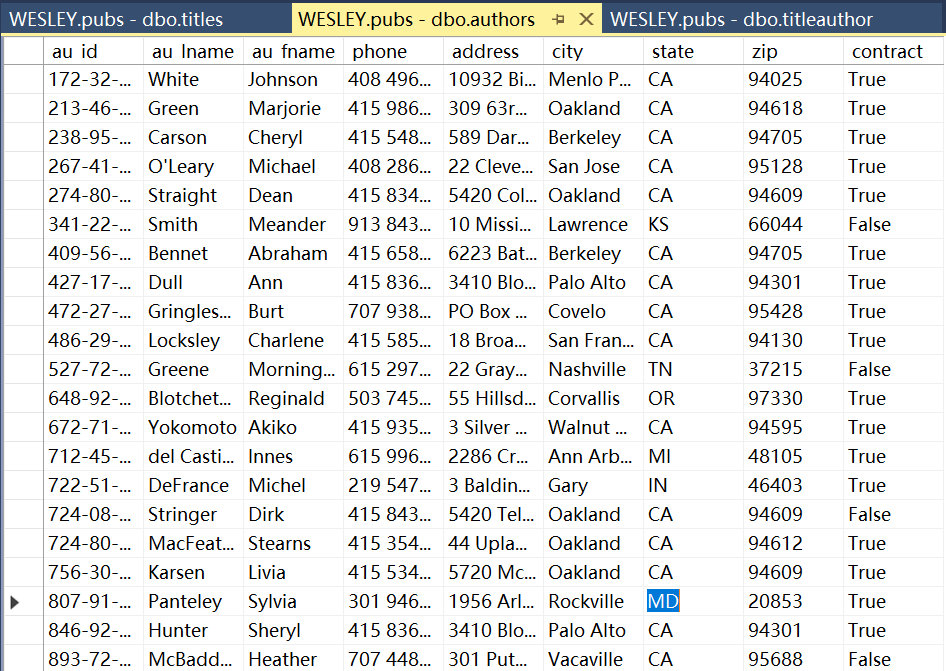 WESLEY.pubs - dbo.titles WESLEY.pubs - dbo.authors WESLEY.pubs - dbo.titleauthor
au_id au_lname au_fname phone address city state zip contract
172-32-... White Johnson 408 496... 10932 Bi... Menlo P... CA 94025 True
213-46-... Green Marjorie 415 986... 309 63r... Oakland CA 94618 True
238-95-... Carson Cheryl 415 548... 589 Dar... Berkeley CA 94705 True
267-41-... O'Leary Michael 408 286... 22 Cleve... San Jose CA 95128 True
274-80-... Straight Dean 415 834... 5420 Col... Oakland CA 94609 True
341-22-... Smith Meander 913 843... 10 Missi... Lawrence KS 66044 False
409-56-... Bennet Abraham 415 658... 6223 Bat... Berkeley CA 94705 True
427-17-... Dull Ann 415 836... 3410 Blo... Palo Alto CA 94301 True
472-27-... Gringles... Burt 707 938... PO Box ... Covelo CA 95428 True
486-29-... Locksley Charlene 415 585... 18 Broa... San Fran... CA 94130 True
527-72-... Greene Morning... 615 297... 22 Gray... Nashville TN 37215 False
648-92-... Blotchet... Reginald 503 745... 55 Hillsd... Corvallis OR 97330 True
672-71-... Yokomoto Akiko 415 935... 3 Silver ... Walnut ... CA 94595 True
712-45-... del Casti... Innes 615 996... 2286 Cr... Ann Arb... MI 48105 True
722-51-... DeFrance Michel 219 547... 3 Baldin... Gary IN 46403 True
724-08-... Stringer Dirk 415 843... 5420 Tel... Oakland CA 94609 False
724-80-... MacFeat... Stearns 415 354... 44 Upla... Oakland CA 94612 True
756-30-... Karsen Livia 415 534... 5720 Mc... Oakland CA 94609 True
807-91-... Panteley Sylvia 301 946... 1956 Arl... Rockville MD 20853 True
846-92-... Hunter Sheryl 415 836... 3410 Blo... Palo Alto CA 94301 True
893-72-... McBadd... Heather 707 448... 301 Put... Vacaville CA 95688 False